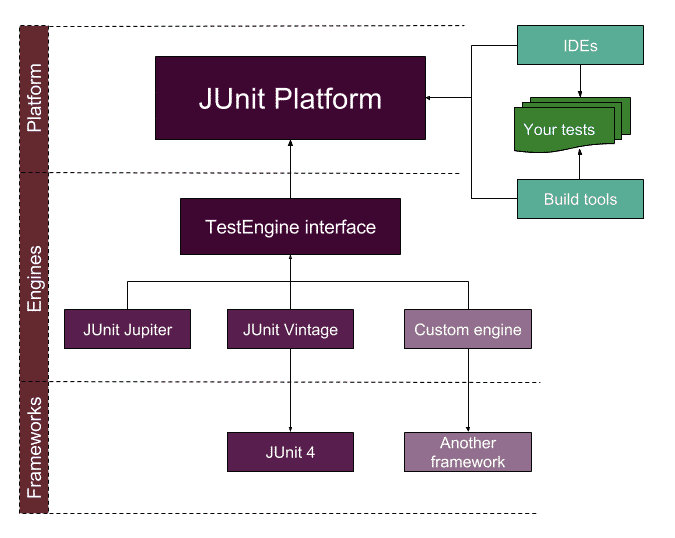 Platform
JUnit Platform
IDEs
Your tests
Build tools
Engines
TestEngine interface
JUnit Jupiter
JUnit Vintage
Custom engine
Frameworks
JUnit 4
Another
framework